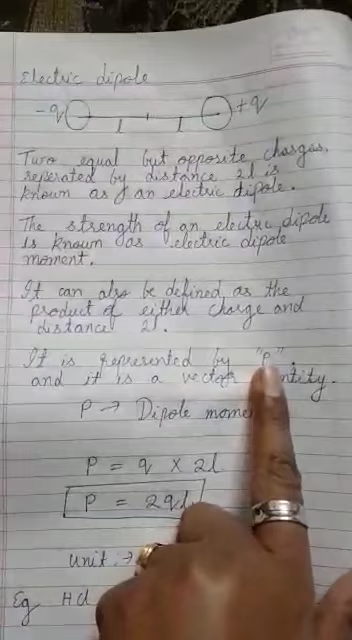 Electric dipole
-q +q
l l
Two equal but opposite charges,
seperated by distance 2l is
known as an electric dipole.
The strength of an electric dipole
is known as electric dipole
moment.
It can also be defined as the
product of either charge and
distance 2l.
It is represented by "P".
and it is a vector
P → Dipole
P = q × 2l
P = 2ql
unit →
Eg HCl